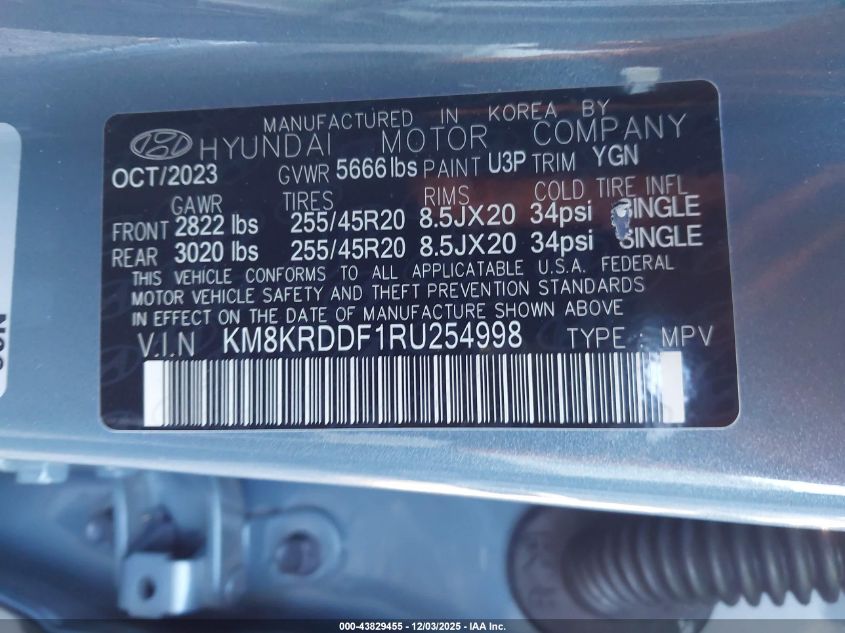 MANUFACTURED IN KOREA BY
HYUNDAI MOTOR COMPANY
OCT/2023 GVWR 5666 lbs PAINT U3P TRIM YGN
GAWR TIRES RIMS COLD TIRE INFL
FRONT 2822 lbs 255/45R20 8.5JX20 34psi SINGLE
REAR 3020 lbs 255/45R20 8.5JX20 34psi SINGLE
THIS VEHICLE CONFORMS TO ALL APPLICATABLE U.S.A. FEDERAL
MOTOR VEHICLE SAFETY AND THEFT PREVENTION STANDARDS
IN EFFECT ON THE DATE OF MANUFACTURE SHOWN ABOVE
V.I.N KM8KRDDF1RU254998 TYPE : MPV
000-43829455 - 12/03/2025 - IAA Inc.